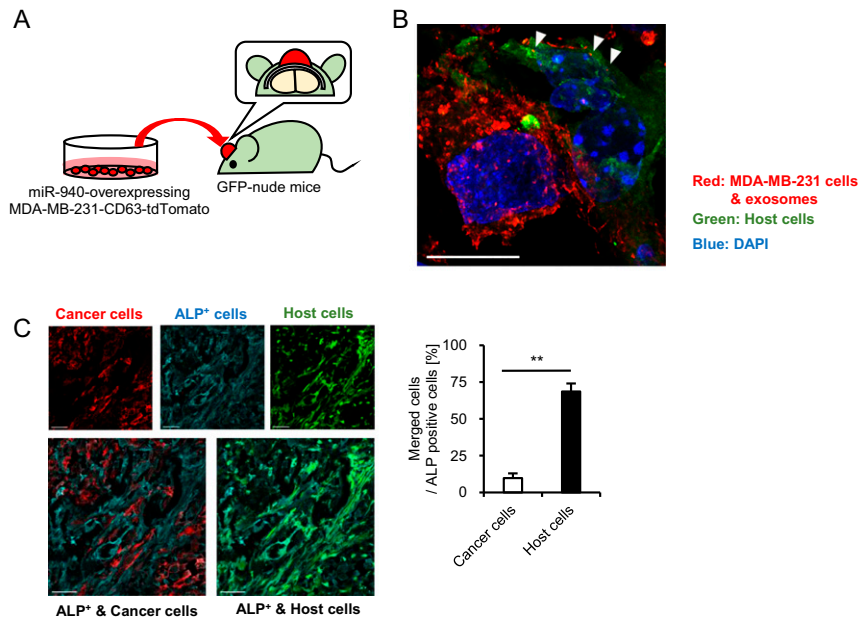 A
miR-940-overexpressing
MDA-MB-231-CD63-tdTomato
GFP-nude mice
B
Red: MDA-MB-231 cells
& exosomes
Green: Host cells
Blue: DAPI
C
Cancer cells
ALP⁺ cells
Host cells
ALP⁺ & Cancer cells
ALP⁺ & Host cells
Merged cells
/ ALP positive cells [%]
100
75
50
25
0
**
Cancer cells
Host cells